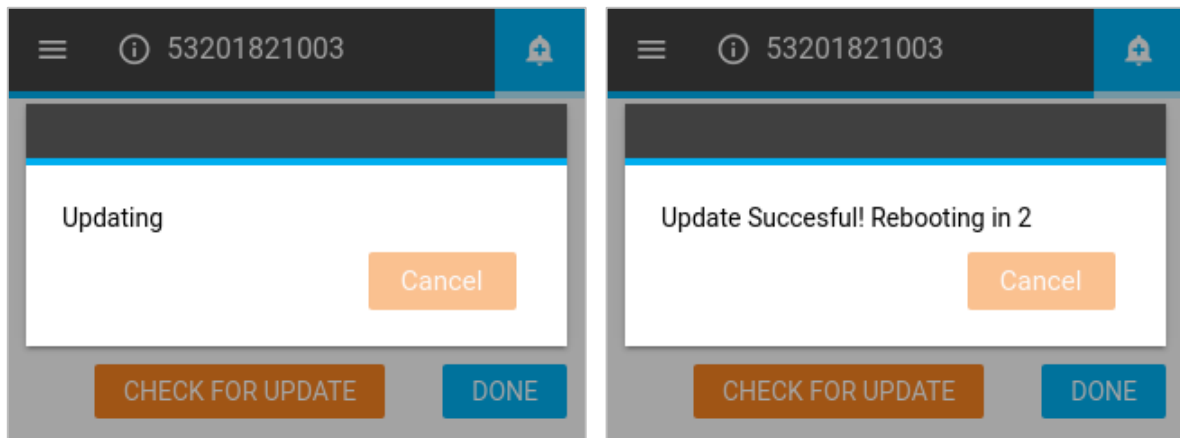 53201821003
Updating
Cancel
CHECK FOR UPDATE
DONE
53201821003
Update Succesful! Rebooting in 2
Cancel
CHECK FOR UPDATE
DONE